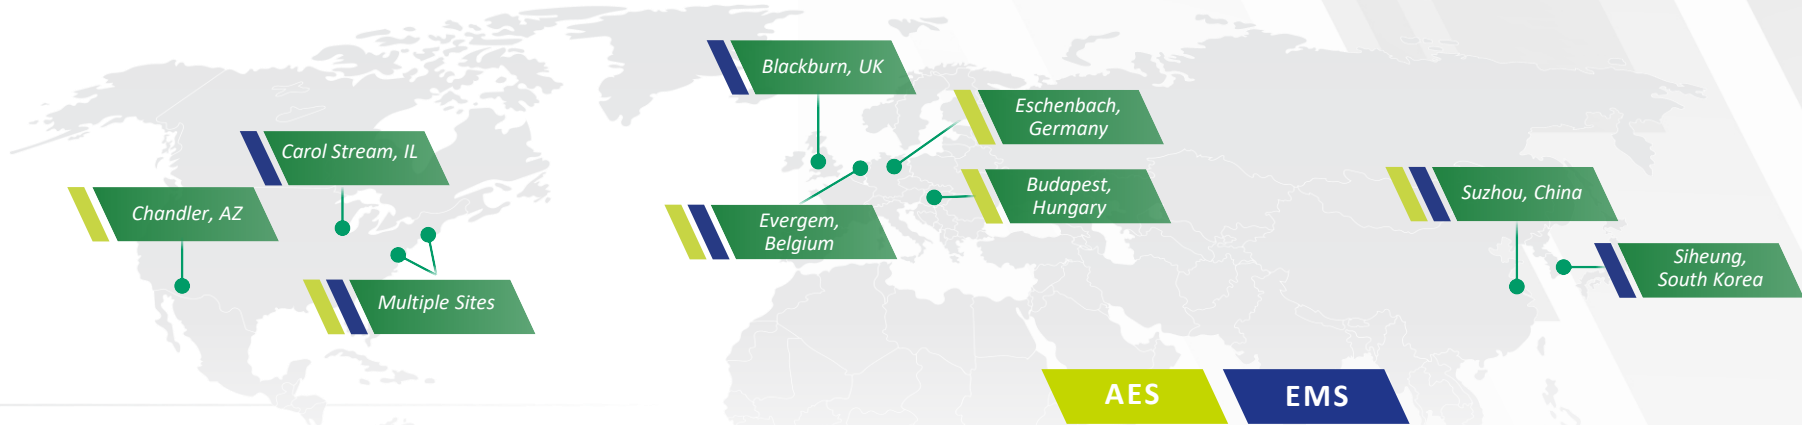 Blackburn, UK
Eschenbach,
Germany
Carol Stream, IL
Chandler, AZ
Budapest,
Hungary
Suzhou, China
Evergem,
Belgium
Siheung,
South Korea
Multiple Sites
AES
EMS